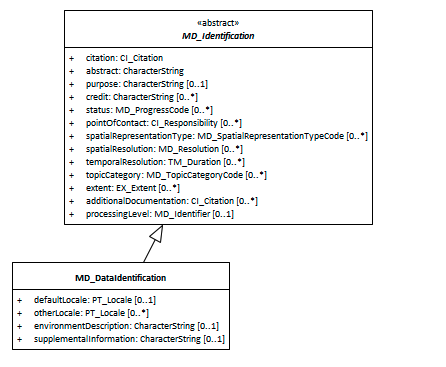 «abstract»
MD_Identification
+ citation: CI_Citation
+ abstract: CharacterString
+ purpose: CharacterString [0..1]
+ credit: CharacterString [0..*]
+ status: MD_ProgressCode [0..*]
+ pointOfContact: CI_Responsibility [0..*]
+ spatialRepresentationType: MD_SpatialRepresentationTypeCode [0..*]
+ spatialResolution: MD_Resolution [0..*]
+ temporalResolution: TM_Duration [0..*]
+ topicCategory: MD_TopicCategoryCode [0..*]
+ extent: EX_Extent [0..*]
+ additionalDocumentation: CI_Citation [0..*]
+ processingLevel: MD_Identifier [0..1]
MD_DataIdentification
+ defaultLocale: PT_Locale [0..1]
+ otherLocale: PT_Locale [0..*]
+ environmentDescription: CharacterString [0..1]
+ supplementalInformation: CharacterString [0..1]